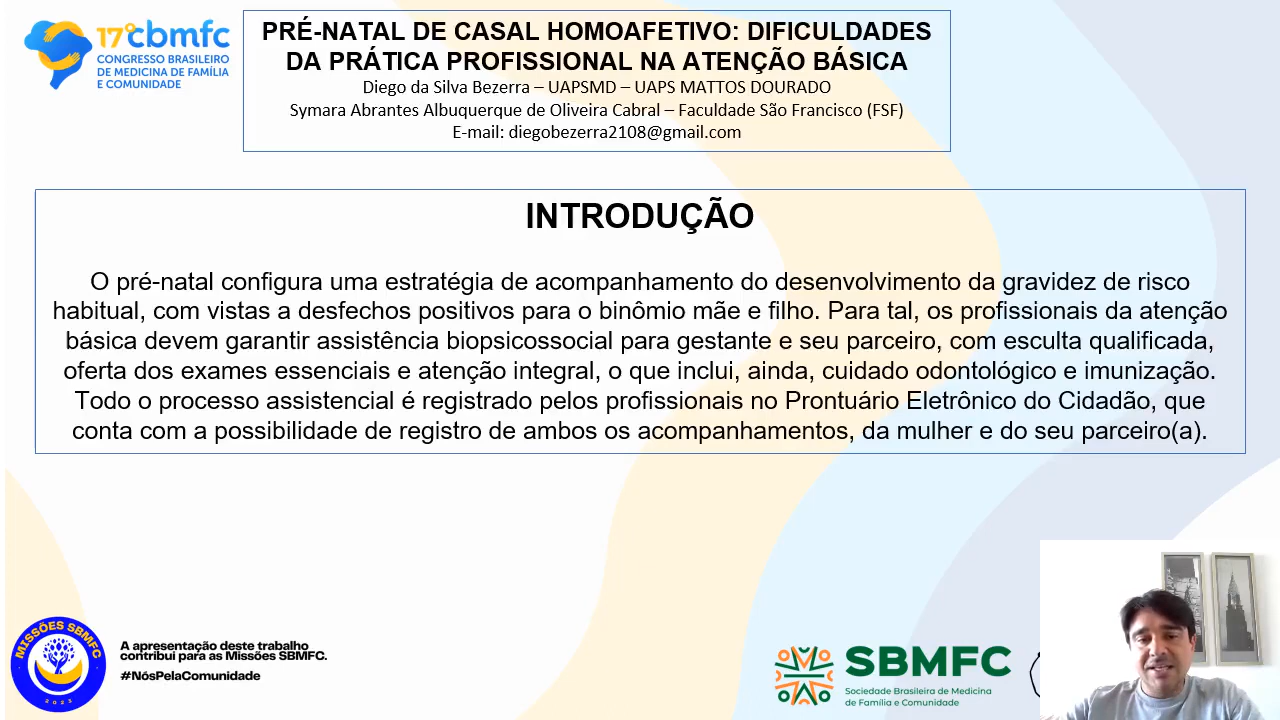 17º cbmfc
CONGRESSO BRASILEIRO
DE MEDICINA DE FAMÍLIA
E COMUNIDADE
PRÉ-NATAL DE CASAL HOMOAFETIVO: DIFICULDADES
DA PRÁTICA PROFISSIONAL NA ATENÇÃO BÁSICA
Diego da Silva Bezerra – UAPSMD – UAPS MATTOS DOURADO
Symara Abrantes Albuquerque de Oliveira Cabral – Faculdade São Francisco (FSF)
E-mail: diegobezerra2108@gmail.com
INTRODUÇÃO
O pré-natal configura uma estratégia de acompanhamento do desenvolvimento da gravidez de risco
habitual, com vistas a desfechos positivos para o binômio mãe e filho. Para tal, os profissionais da atenção
básica devem garantir assistência biopsicossocial para gestante e seu parceiro, com esculta qualificada,
oferta dos exames essenciais e atenção integral, o que inclui, ainda, cuidado odontológico e imunização.
Todo o processo assistencial é registrado pelos profissionais no Prontuário Eletrônico do Cidadão, que
conta com a possibilidade de registro de ambos os acompanhamentos, da mulher e do seu parceiro(a).
MISSÕES SBMFC
2023
A apresentação deste trabalho
contribui para as Missões SBMFC.
#NósPelaComunidade
SBMFC
Sociedade Brasileira de Medicina
de Família e Comunidade